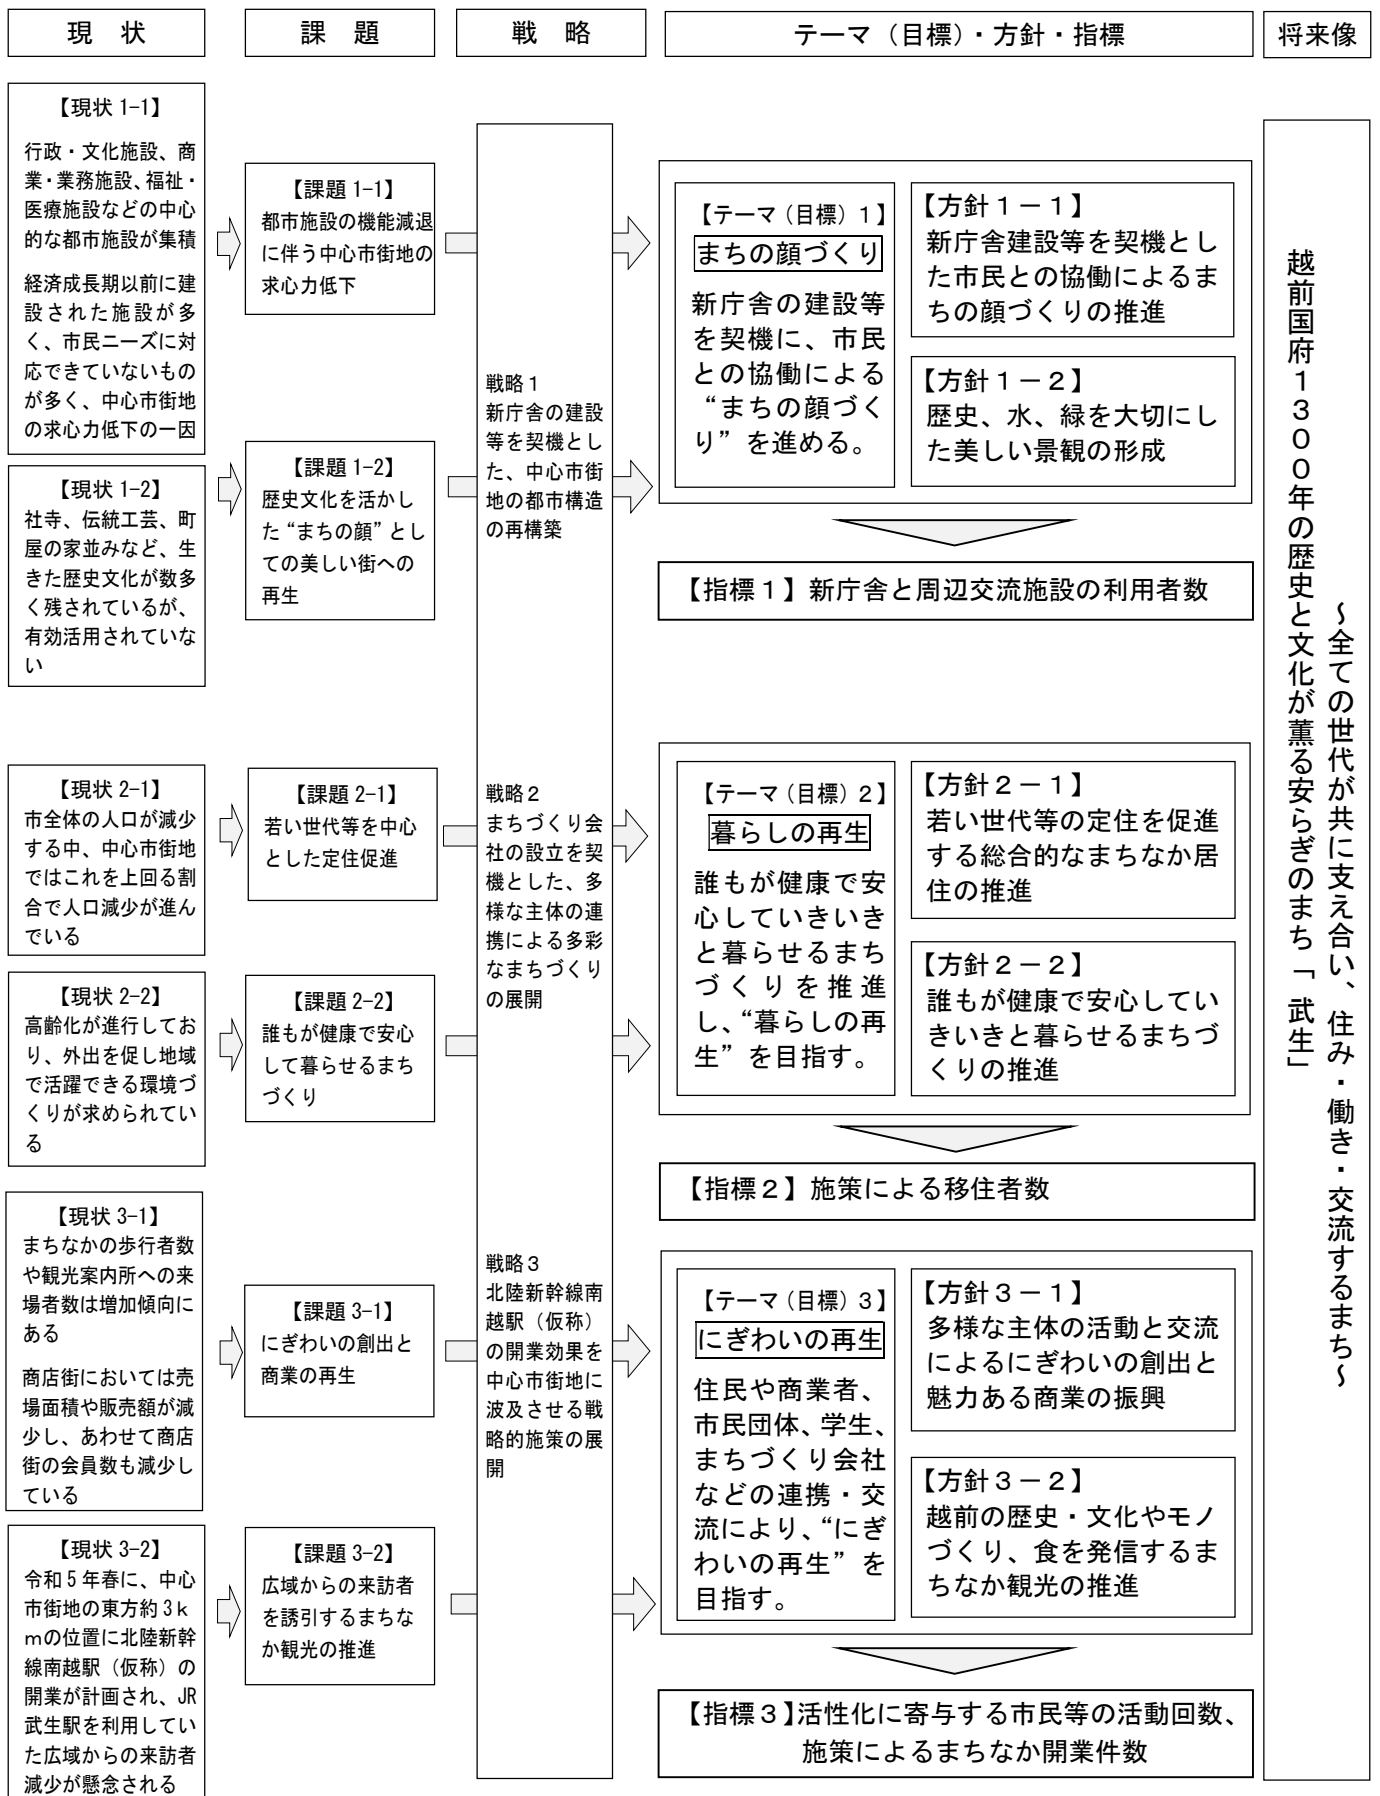 現　状
課　題
戦　略
テーマ（目標）・方針・指標
将来像
【現状 1-1】
行政・文化施設、商
業・業務施設、福祉・
医療施設などの中心
的な都市施設が集積
経済成長期以前に建
設された施設が多
く、市民ニーズに対
応できていないもの
が多く、中心市街地
の求心力低下の一因
【現状 1-2】
社寺、伝統工芸、町
屋の家並みなど、生
きた歴史文化が数多
く残されているが、
有効活用されていな
い
【課題 1-1】
都市施設の機能減退
に伴う中心市街地の
求心力低下
【課題 1-2】
歴史文化を活かし
た“まちの顔”とし
ての美しい街への
再生
戦略１
新庁舎の建設
等を契機とし
た、中心市街
地の都市構造
の再構築
【テーマ（目標）１】
まちの顔づくり
新庁舎の建設等
を契機に、市民
との協働による
“まちの顔づく
り”を進める。
【方針１－１】
新庁舎建設等を契機とし
た市民との協働によるま
ちの顔づくりの推進
【方針１－２】
歴史、水、緑を大切にし
た美しい景観の形成
【指標１】新庁舎と周辺交流施設の利用者数
【現状 2-1】
市全体の人口が減少
する中、中心市街地
ではこれを上回る割
合で人口減少が進ん
でいる
【現状 2-2】
高齢化が進行してお
り、外出を促し地域
で活躍できる環境づ
くりが求められてい
る
【課題 2-1】
若い世代等を中心
とした定住促進
【課題 2-2】
誰もが健康で安心
して暮らせるまち
づくり
戦略２
まちづくり会
社の設立を契
機とした、多
様な主体の連
携による多彩
なまちづくり
の展開
【テーマ（目標）２】
暮らしの再生
誰もが健康で安
心していきいき
と暮らせるまち
づくりを推進
し、“暮らしの再
生”を目指す。
【方針２－１】
若い世代等の定住を促進
する総合的なまちなか居
住の推進
【方針２－２】
誰もが健康で安心してい
きいきと暮らせるまちづ
くりの推進
【指標２】施策による移住者数
【現状 3-1】
まちなかの歩行者数
や観光案内所への来
場者数は増加傾向に
ある
商店街においては売
場面積や販売額が減
少し、あわせて商店
街の会員数も減少し
ている
【現状 3-2】
令和５年春に、中心
市街地の東方約３ｋ
ｍの位置に北陸新幹
線南越駅（仮称）の
開業が計画され、JR
武生駅を利用してい
た広域からの来訪者
減少が懸念される
【課題 3-1】
にぎわいの創出と
商業の再生
【課題 3-2】
広域からの来訪者
を誘引するまちな
か観光の推進
戦略３
北陸新幹線南
越駅（仮称）
の開業効果を
中心市街地に
波及させる戦
略的施策の展
開
【テーマ（目標）３】
にぎわいの再生
住民や商業者、
市民団体、学生、
まちづくり会社
などの連携・交
流により、“にぎ
わいの再生”を
目指す。
【方針３－１】
多様な主体の活動と交流
によるにぎわいの創出と
魅力ある商業の振興
【方針３－２】
越前の歴史・文化やモノ
づくり、食を発信するま
ちなか観光の推進
【指標３】活性化に寄与する市民等の活動回数、
施策によるまちなか開業件数
越前国府１３００年の歴史と文化が薫る安らぎのまち「武生」
～全ての世代が共に支え合い、住み・働き・交流するまち～